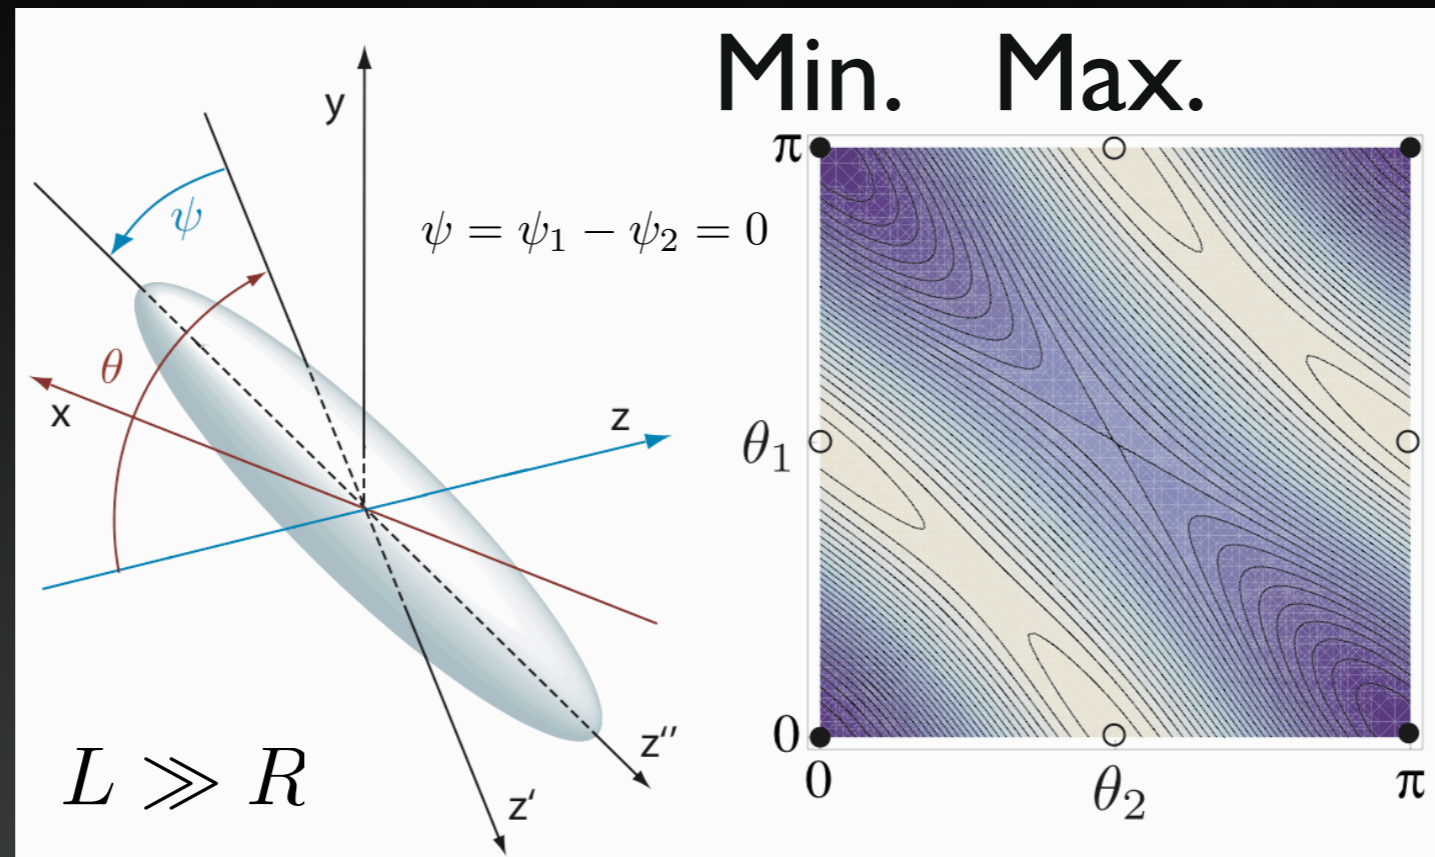 Min. Max.
y
ψ
ψ = ψ₁ − ψ₂ = 0
θ
x
z
z″
z′
L ≫ R
π
θ₁
0
0
θ₂
π